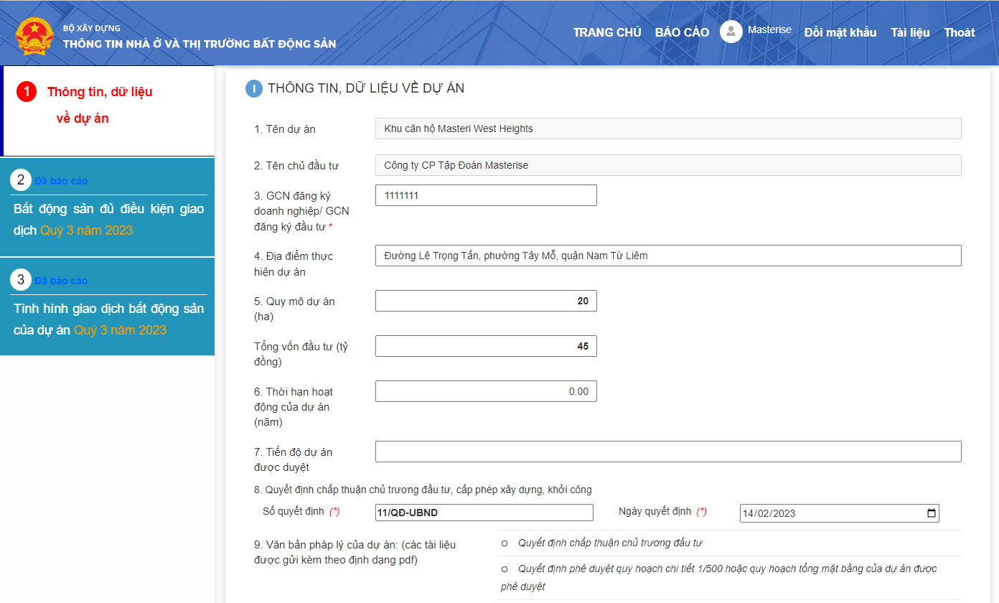 BỘ XÂY DỰNG
THÔNG TIN NHÀ Ở VÀ THỊ TRƯỜNG BẤT ĐỘNG SẢN
TRANG CHỦ BÁO CÁO Masterise Đổi mật khẩu Tài liệu Thoát
1 Thông tin, dữ liệu
về dự án
2 Đã báo cáo
Bất động sản đủ điều kiện giao
dịch Quý 3 năm 2023
3 Đã báo cáo
Tình hình giao dịch bất động sản
của dự án Quý 3 năm 2023
I THÔNG TIN, DỮ LIỆU VỀ DỰ ÁN
1. Tên dự án Khu căn hộ Masteri West Heights
2. Tên chủ đầu tư Công ty CP Tập Đoàn Masterise
3. GCN đăng ký 1111111
doanh nghiệp/ GCN
đăng ký đầu tư *
4. Địa điểm thực Đường Lê Trọng Tấn, phường Tây Mỗ, quận Nam Từ Liêm
hiện dự án
5. Quy mô dự án 20
(ha)
Tổng vốn đầu tư (tỷ 45
đồng)
6. Thời hạn hoạt 0.00
động của dự án
(năm)
7. Tiến độ dự án
được duyệt
8. Quyết định chấp thuận chủ trương đầu tư, cấp phép xây dựng, khởi công
Số quyết định (*) 11/QĐ-UBND Ngày quyết định (*) 14/02/2023
9. Văn bản pháp lý của dự án: (các tài liệu
được gửi kèm theo định dạng pdf)
Quyết định chấp thuận chủ trương đầu tư
Quyết định phê duyệt quy hoạch chi tiết 1/500 hoặc quy hoạch tổng mặt bằng của dự án được
phê duyệt